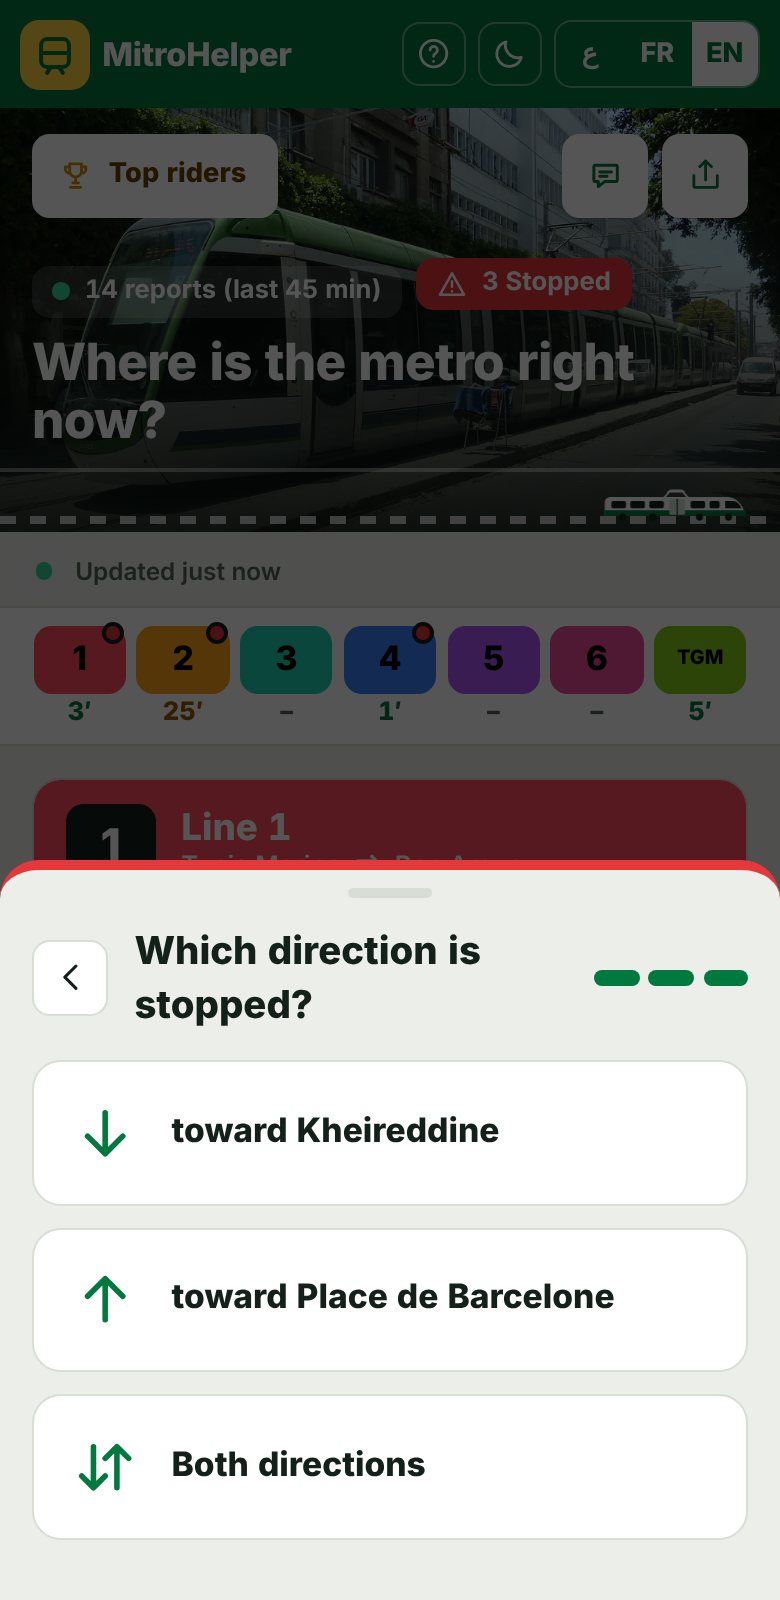 MitroHelper
ع FR EN
Top riders
14 reports (last 45 min)
3 Stopped
Where is the metro right
now?
Updated just now
1 2 3 4 5 6 TGM
3′ 25′ – 1′ – – 5′
1
Line 1
Which direction is
stopped?
toward Kheireddine
toward Place de Barcelone
Both directions